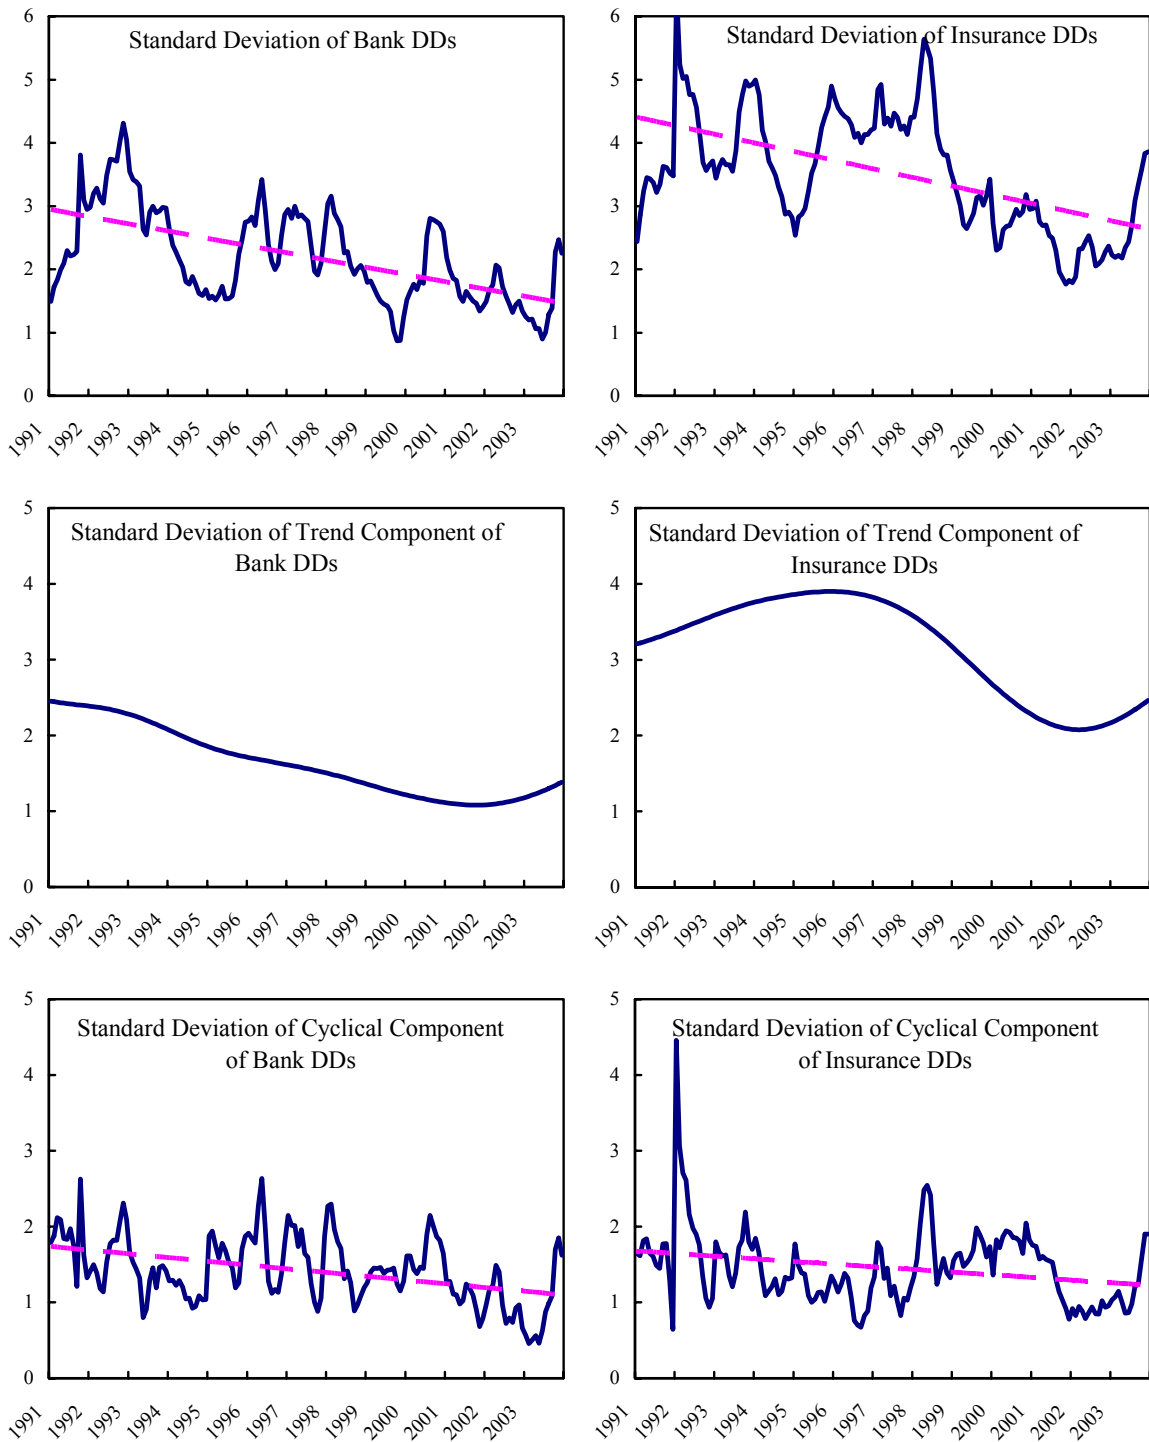 Standard Deviation of Bank DDs
6
5
4
3
2
1
0
1991 1992 1993 1994 1995 1996 1997 1998 1999 2000 2001 2002 2003
Standard Deviation of Insurance DDs
6
5
4
3
2
1
0
1991 1992 1993 1994 1995 1996 1997 1998 1999 2000 2001 2002 2003
Standard Deviation of Trend Component of
Bank DDs
5
4
3
2
1
0
1991 1992 1993 1994 1995 1996 1997 1998 1999 2000 2001 2002 2003
Standard Deviation of Trend Component of
Insurance DDs
5
4
3
2
1
0
1991 1992 1993 1994 1995 1996 1997 1998 1999 2000 2001 2002 2003
Standard Deviation of Cyclical Component
of Bank DDs
5
4
3
2
1
0
1991 1992 1993 1994 1995 1996 1997 1998 1999 2000 2001 2002 2003
Standard Deviation of Cyclical Component
of Insurance DDs
5
4
3
2
1
0
1991 1992 1993 1994 1995 1996 1997 1998 1999 2000 2001 2002 2003